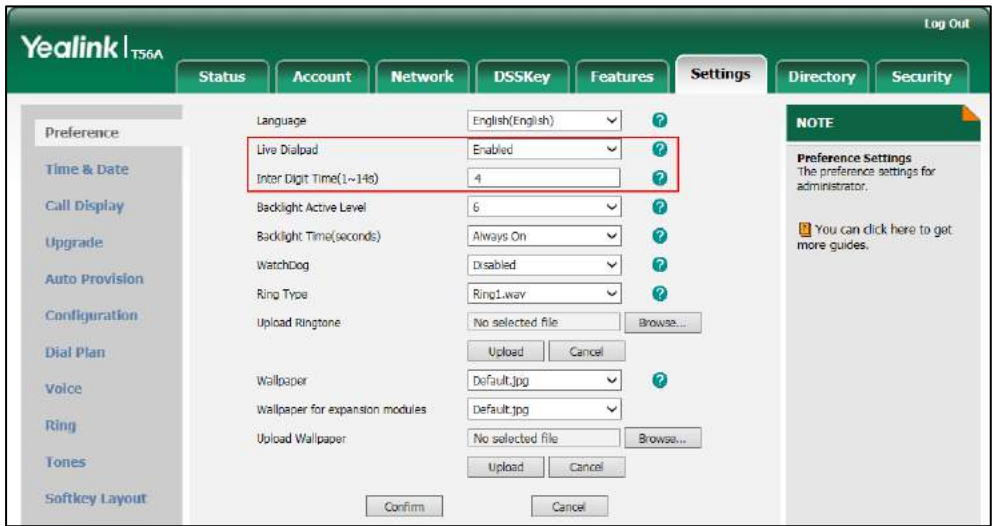 Log Out
Yealink T56A
Status Account Network DSSKey Features Settings Directory Security
Preference
Time & Date
Call Display
Upgrade
Auto Provision
Configuration
Dial Plan
Voice
Ring
Tones
Softkey Layout
Language English(English)
Live Dialpad Enabled
Inter Digit Time(1~14s) 4
Backlight Active Level 6
Backlight Time(seconds) Always On
WatchDog Disabled
Ring Type Ring1.wav
Upload Ringtone No selected file Browse...
Upload Cancel
Wallpaper Default.jpg
Wallpaper for expansion modules Default.jpg
Upload Wallpaper No selected file Browse...
Upload Cancel
Confirm Cancel
NOTE
Preference Settings
The preference settings for
administrator.
You can click here to get
more guides.